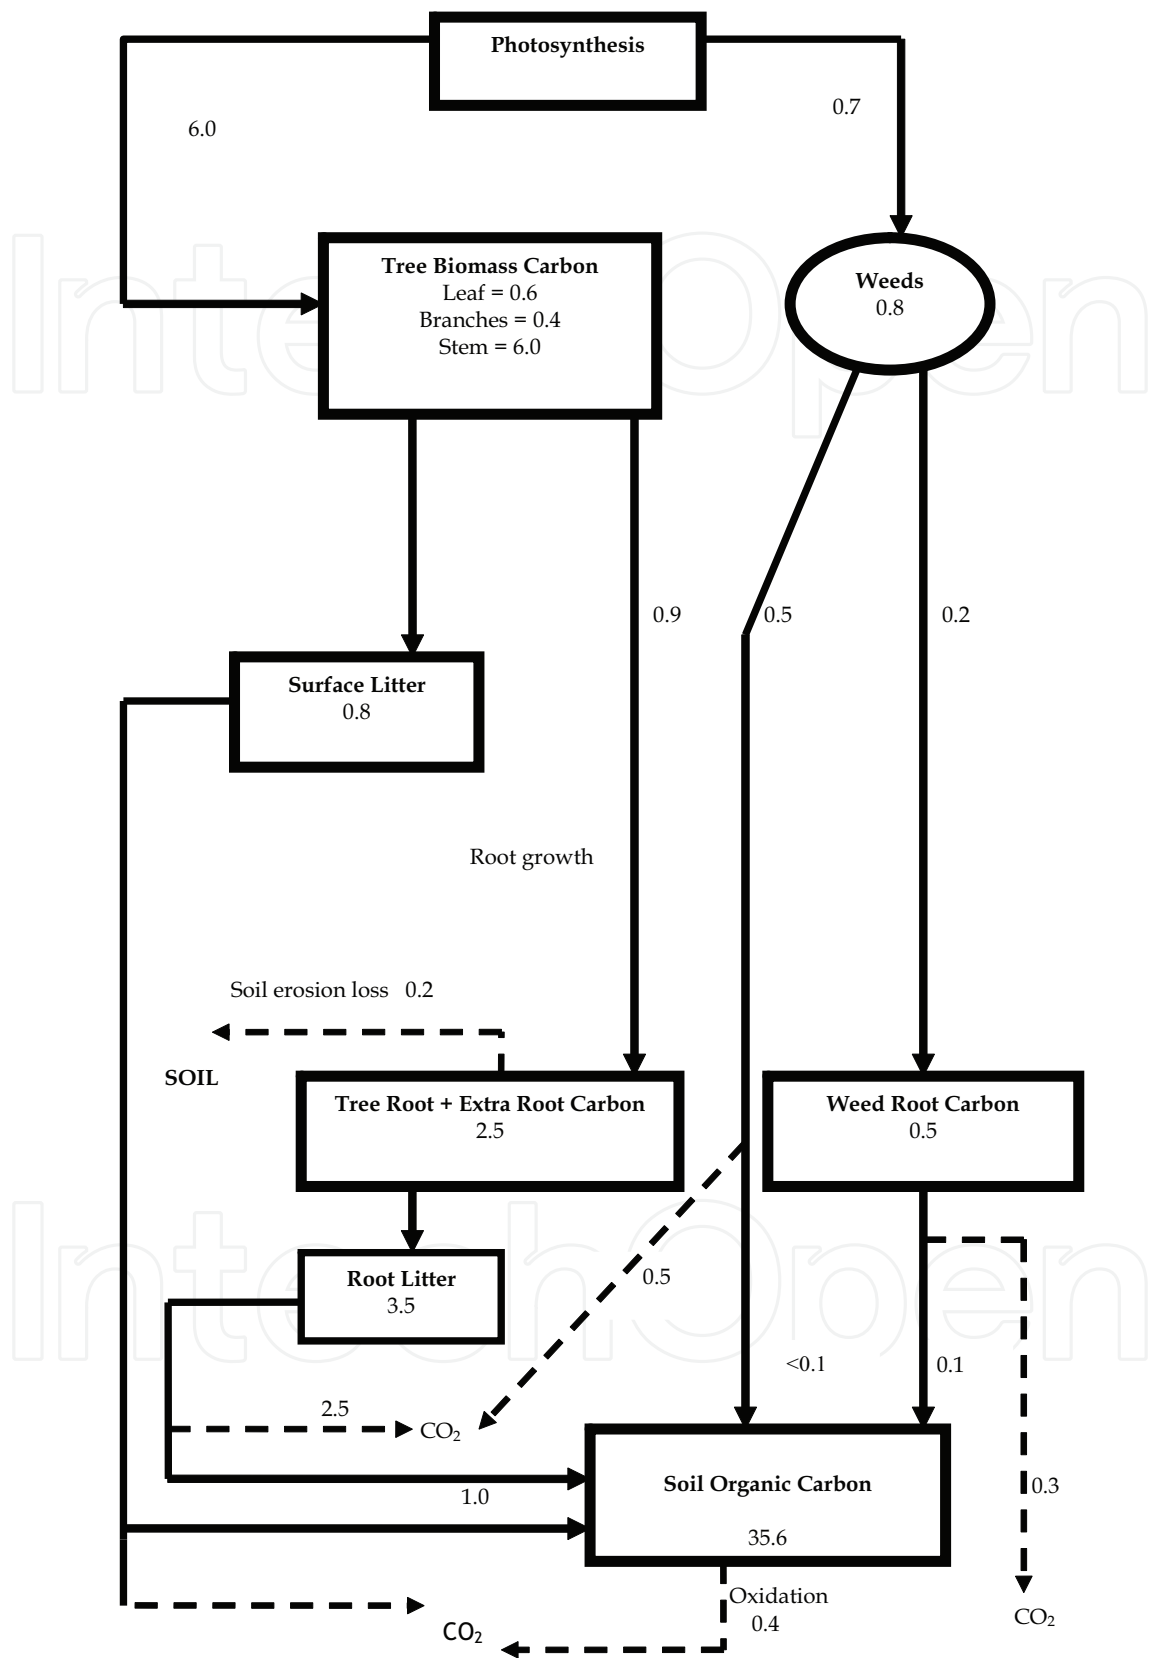 Photosynthesis
6.0
0.7
Tree Biomass Carbon
Leaf = 0.6
Branches = 0.4
Stem = 6.0
Weeds
0.8
IntechOpen
0.9
0.5
0.2
Surface Litter
0.8
Root growth
Soil erosion loss 0.2
SOIL
Tree Root + Extra Root Carbon
2.5
Weed Root Carbon
0.5
Root Litter
3.5
IntechOpen
0.5
<0.1
0.1
2.5
CO₂
1.0
Soil Organic Carbon
35.6
0.3
Oxidation
0.4
CO₂
CO₂